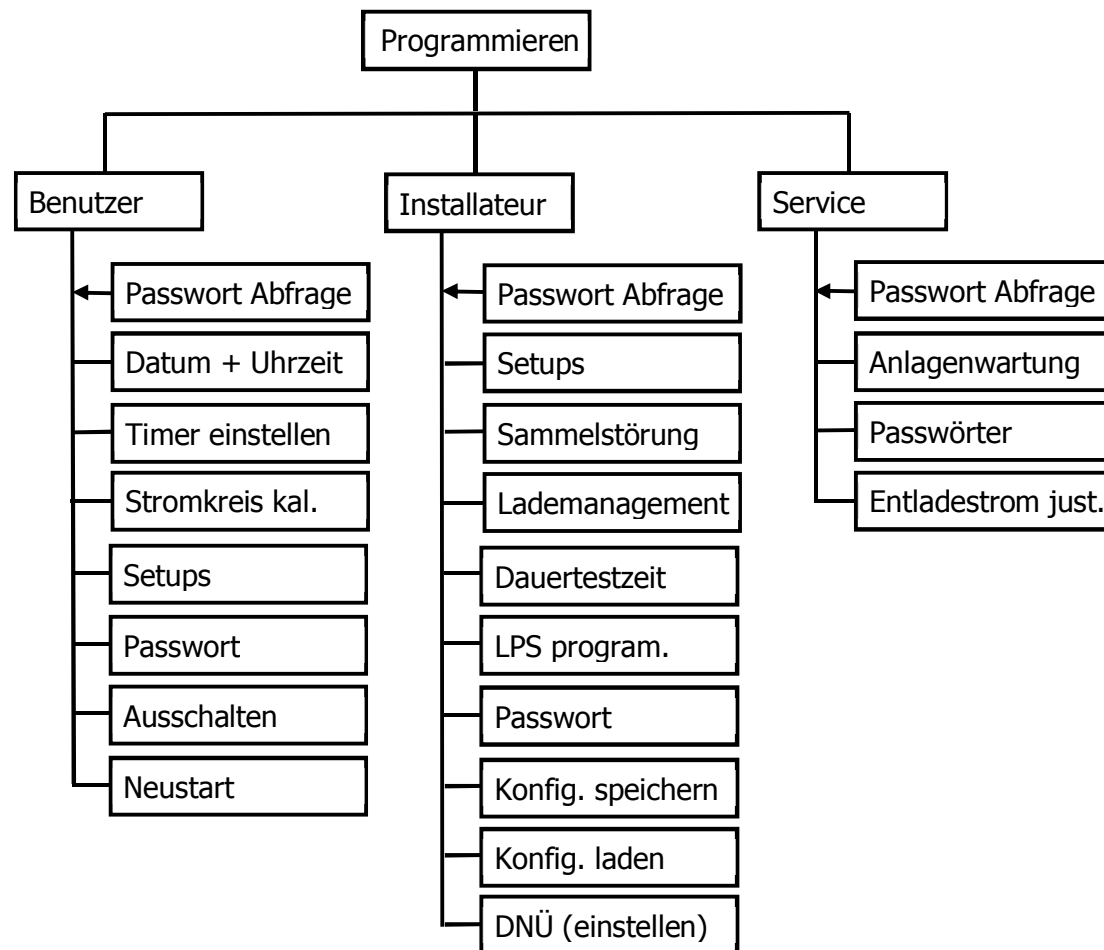 Programmieren
Benutzer
Passwort Abfrage
Datum + Uhrzeit
Timer einstellen
Stromkreis kal.
Setups
Passwort
Ausschalten
Neustart
Installateur
Passwort Abfrage
Setups
Sammelstörung
Lademanagement
Dauertestzeit
LPS program.
Passwort
Konfig. speichern
Konfig. laden
DNÜ (einstellen)
Service
Passwort Abfrage
Anlagenwartung
Passwörter
Entladestrom just.